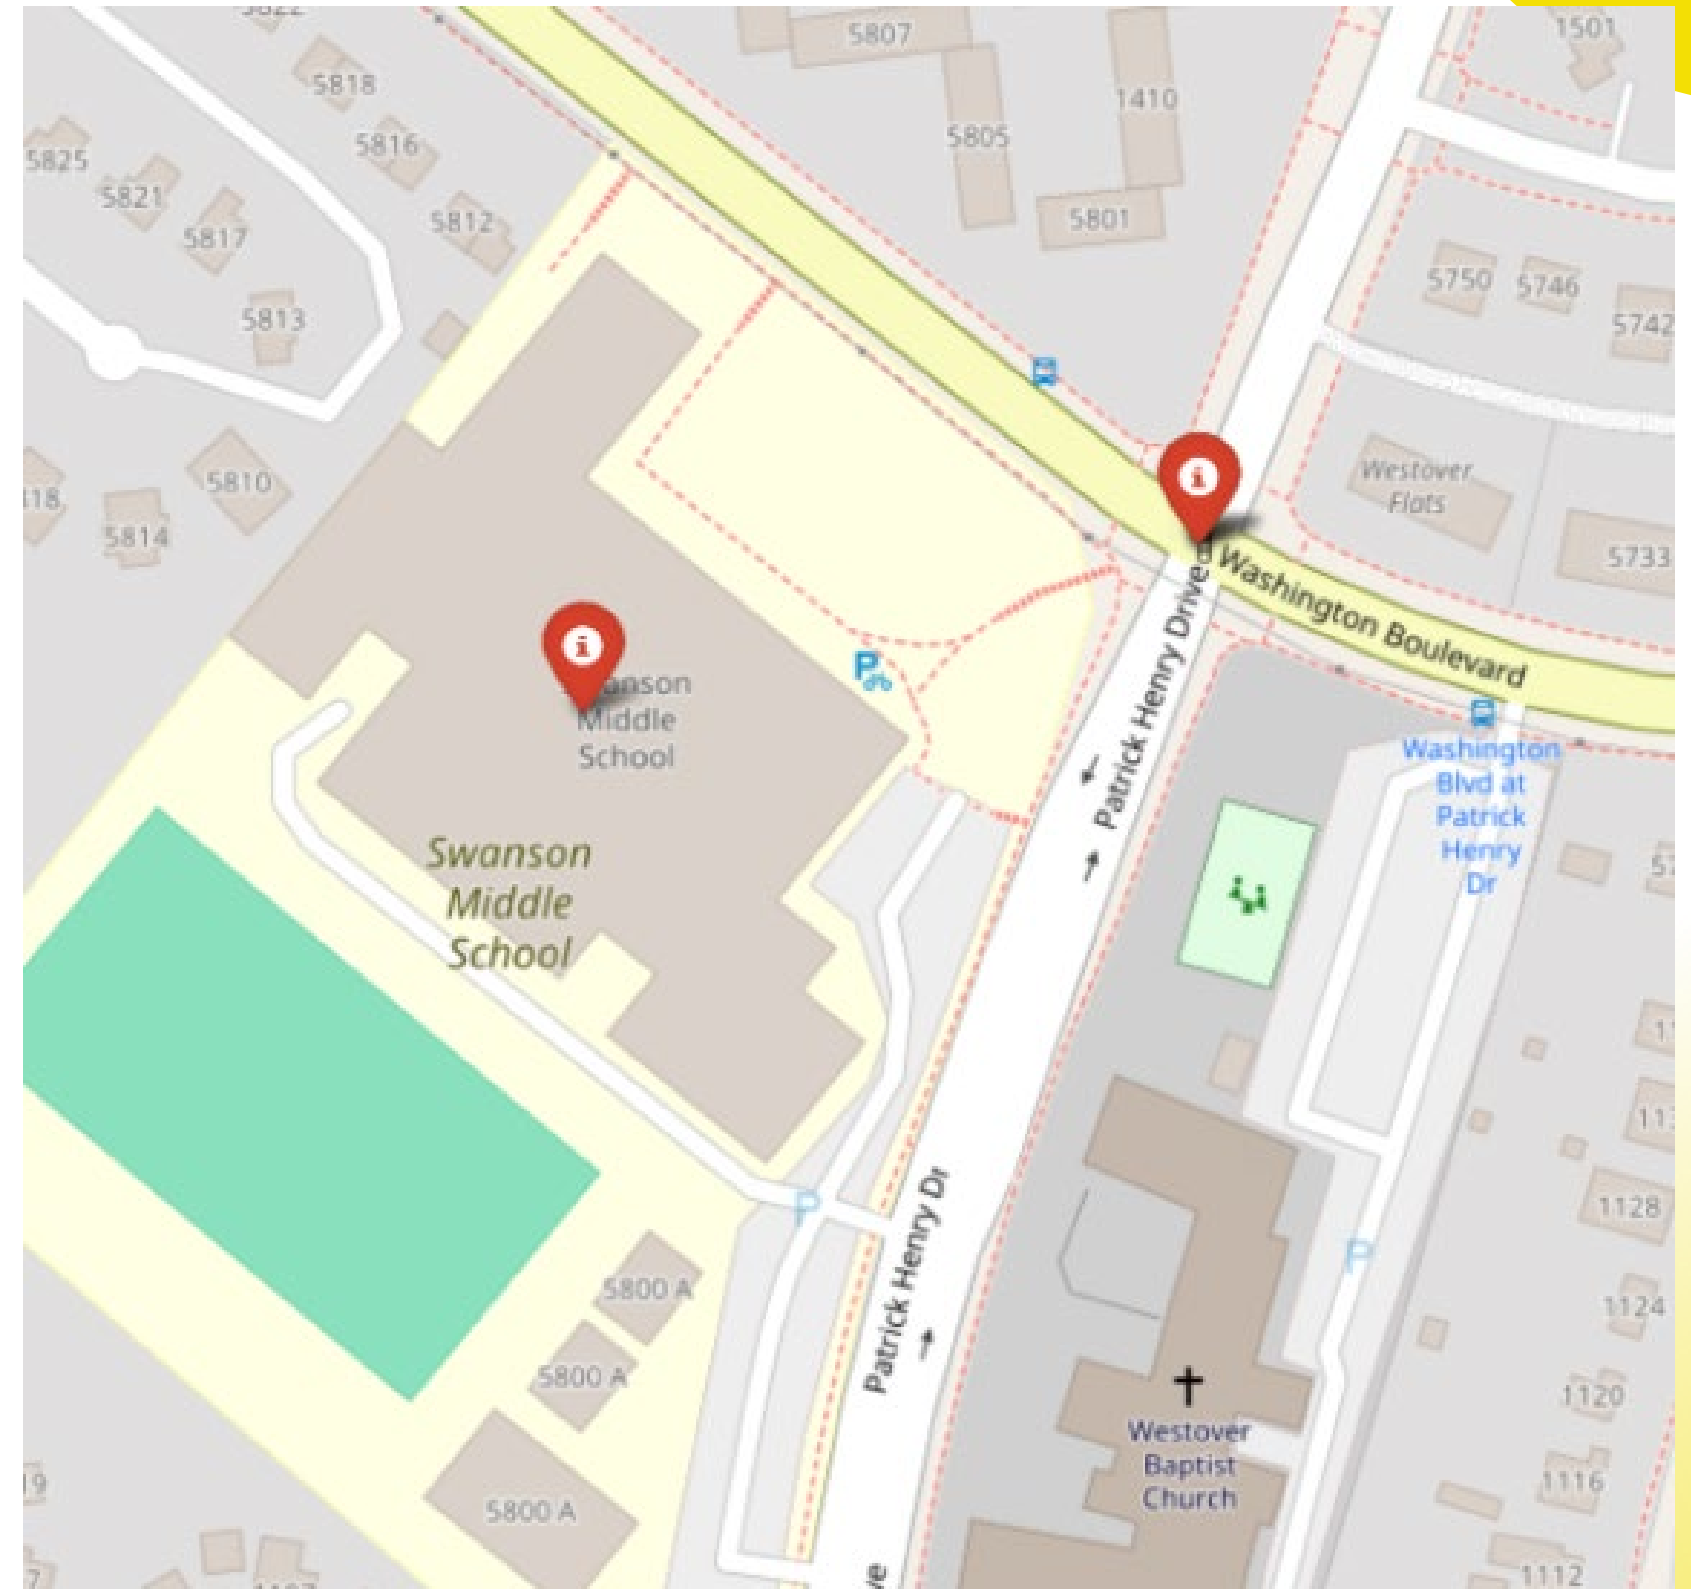 5822
5807
1501
5818
1410
5816
5805
5825
5821
5812
5817
5801
5750
5746
5813
5742
Westover
Flats
5810
5814
5733
Swanson
Middle
School
Washington Boulevard
Patrick Henry Drive
Washington
Blvd at
Patrick
Henry
Dr
Swanson
Middle
School
P
Patrick Henry Dr
P
P
1128
5800 A
1124
5800 A
1120
Westover
Baptist
Church
1116
5800 A
1112